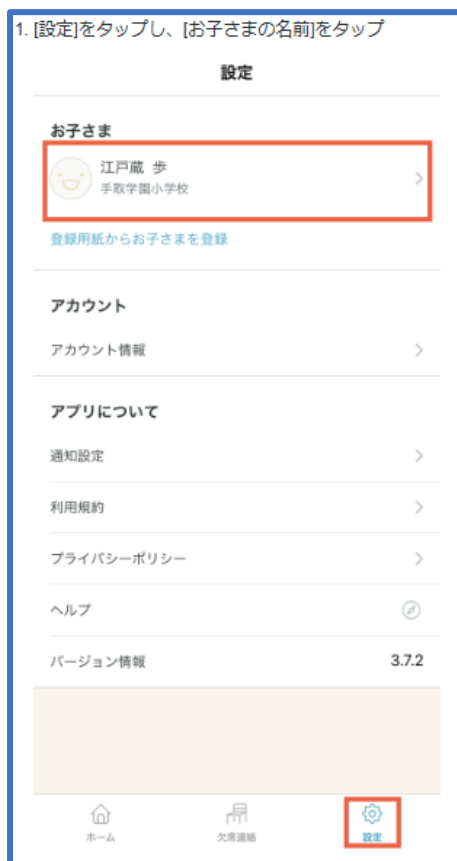 1. [設定]をタップし、[お子さまの名前]をタップ
設定
お子さま
江戸蔵 歩
手取学園小学校
登録用紙からお子さまを登録
アカウント
アカウント情報
アプリについて
通知設定
利用規約
プライバシーポリシー
ヘルプ
バージョン情報 3.7.2
ホーム 欠席連絡 設定